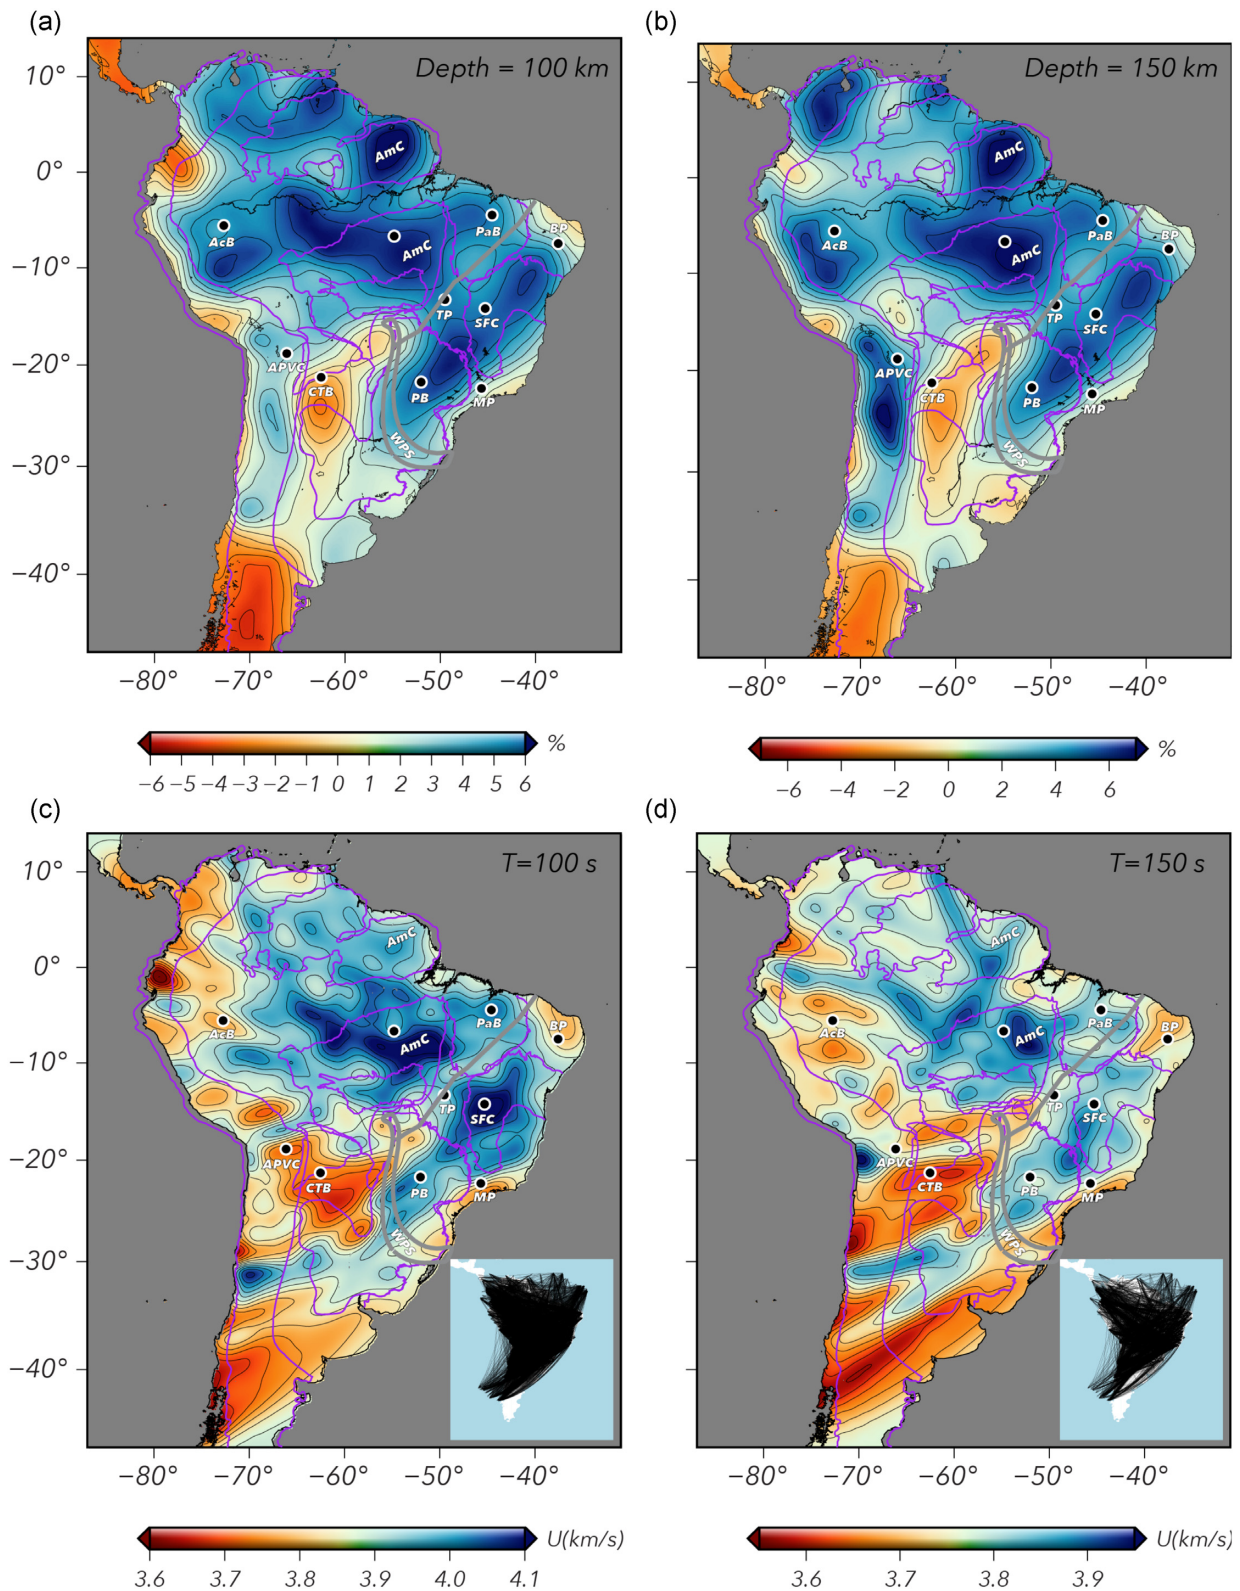 (a)
Depth = 100 km
10°
0°
−10°
−20°
−30°
−40°
AmC
AcB
AmC
PaB
BP
TP
SFC
APVC
CTB
PB
MP
WPS
−80° −70° −60° −50° −40°
%
−6 −5 −4 −3 −2 −1 0 1 2 3 4 5 6
(b)
Depth = 150 km
AmC
AcB
AmC
PaB
BP
TP
SFC
APVC
CTB
PB
MP
WPS
−80° −70° −60° −50° −40°
%
−6 −4 −2 0 2 4 6
(c)
T=100 s
10°
0°
−10°
−20°
−30°
−40°
AmC
AcB
AmC
PaB
BP
TP
SFC
APVC
CTB
PB
MP
WPS
−80° −70° −60° −50° −40°
U(km/s)
3.6 3.7 3.8 3.9 4.0 4.1
(d)
T=150 s
AmC
AcB
AmC
PaB
BP
TP
SFC
APVC
CTB
PB
MP
WPS
−80° −70° −60° −50° −40°
U(km/s)
3.6 3.7 3.8 3.9